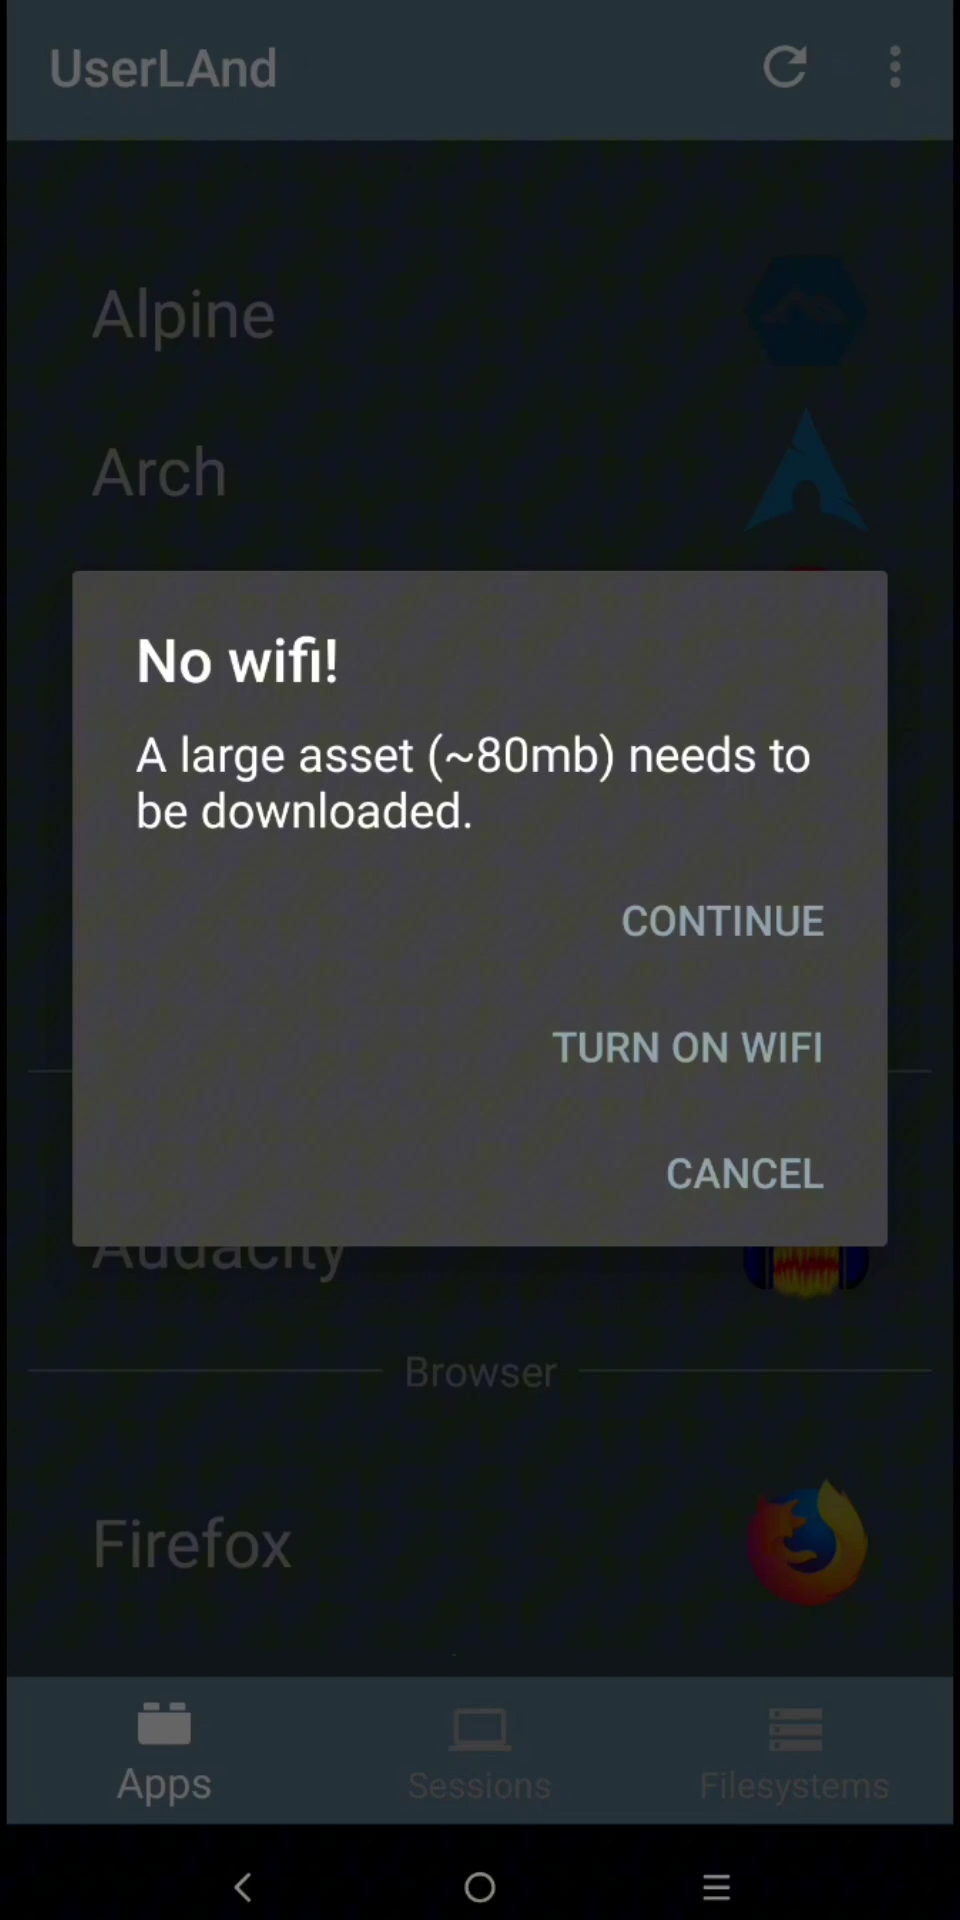 UserLAnd
Alpine
Arch
No wifi!
A large asset (~80mb) needs to
be downloaded.
CONTINUE
TURN ON WIFI
CANCEL
Audacity
Browser
Firefox
Apps
Sessions
Filesystems